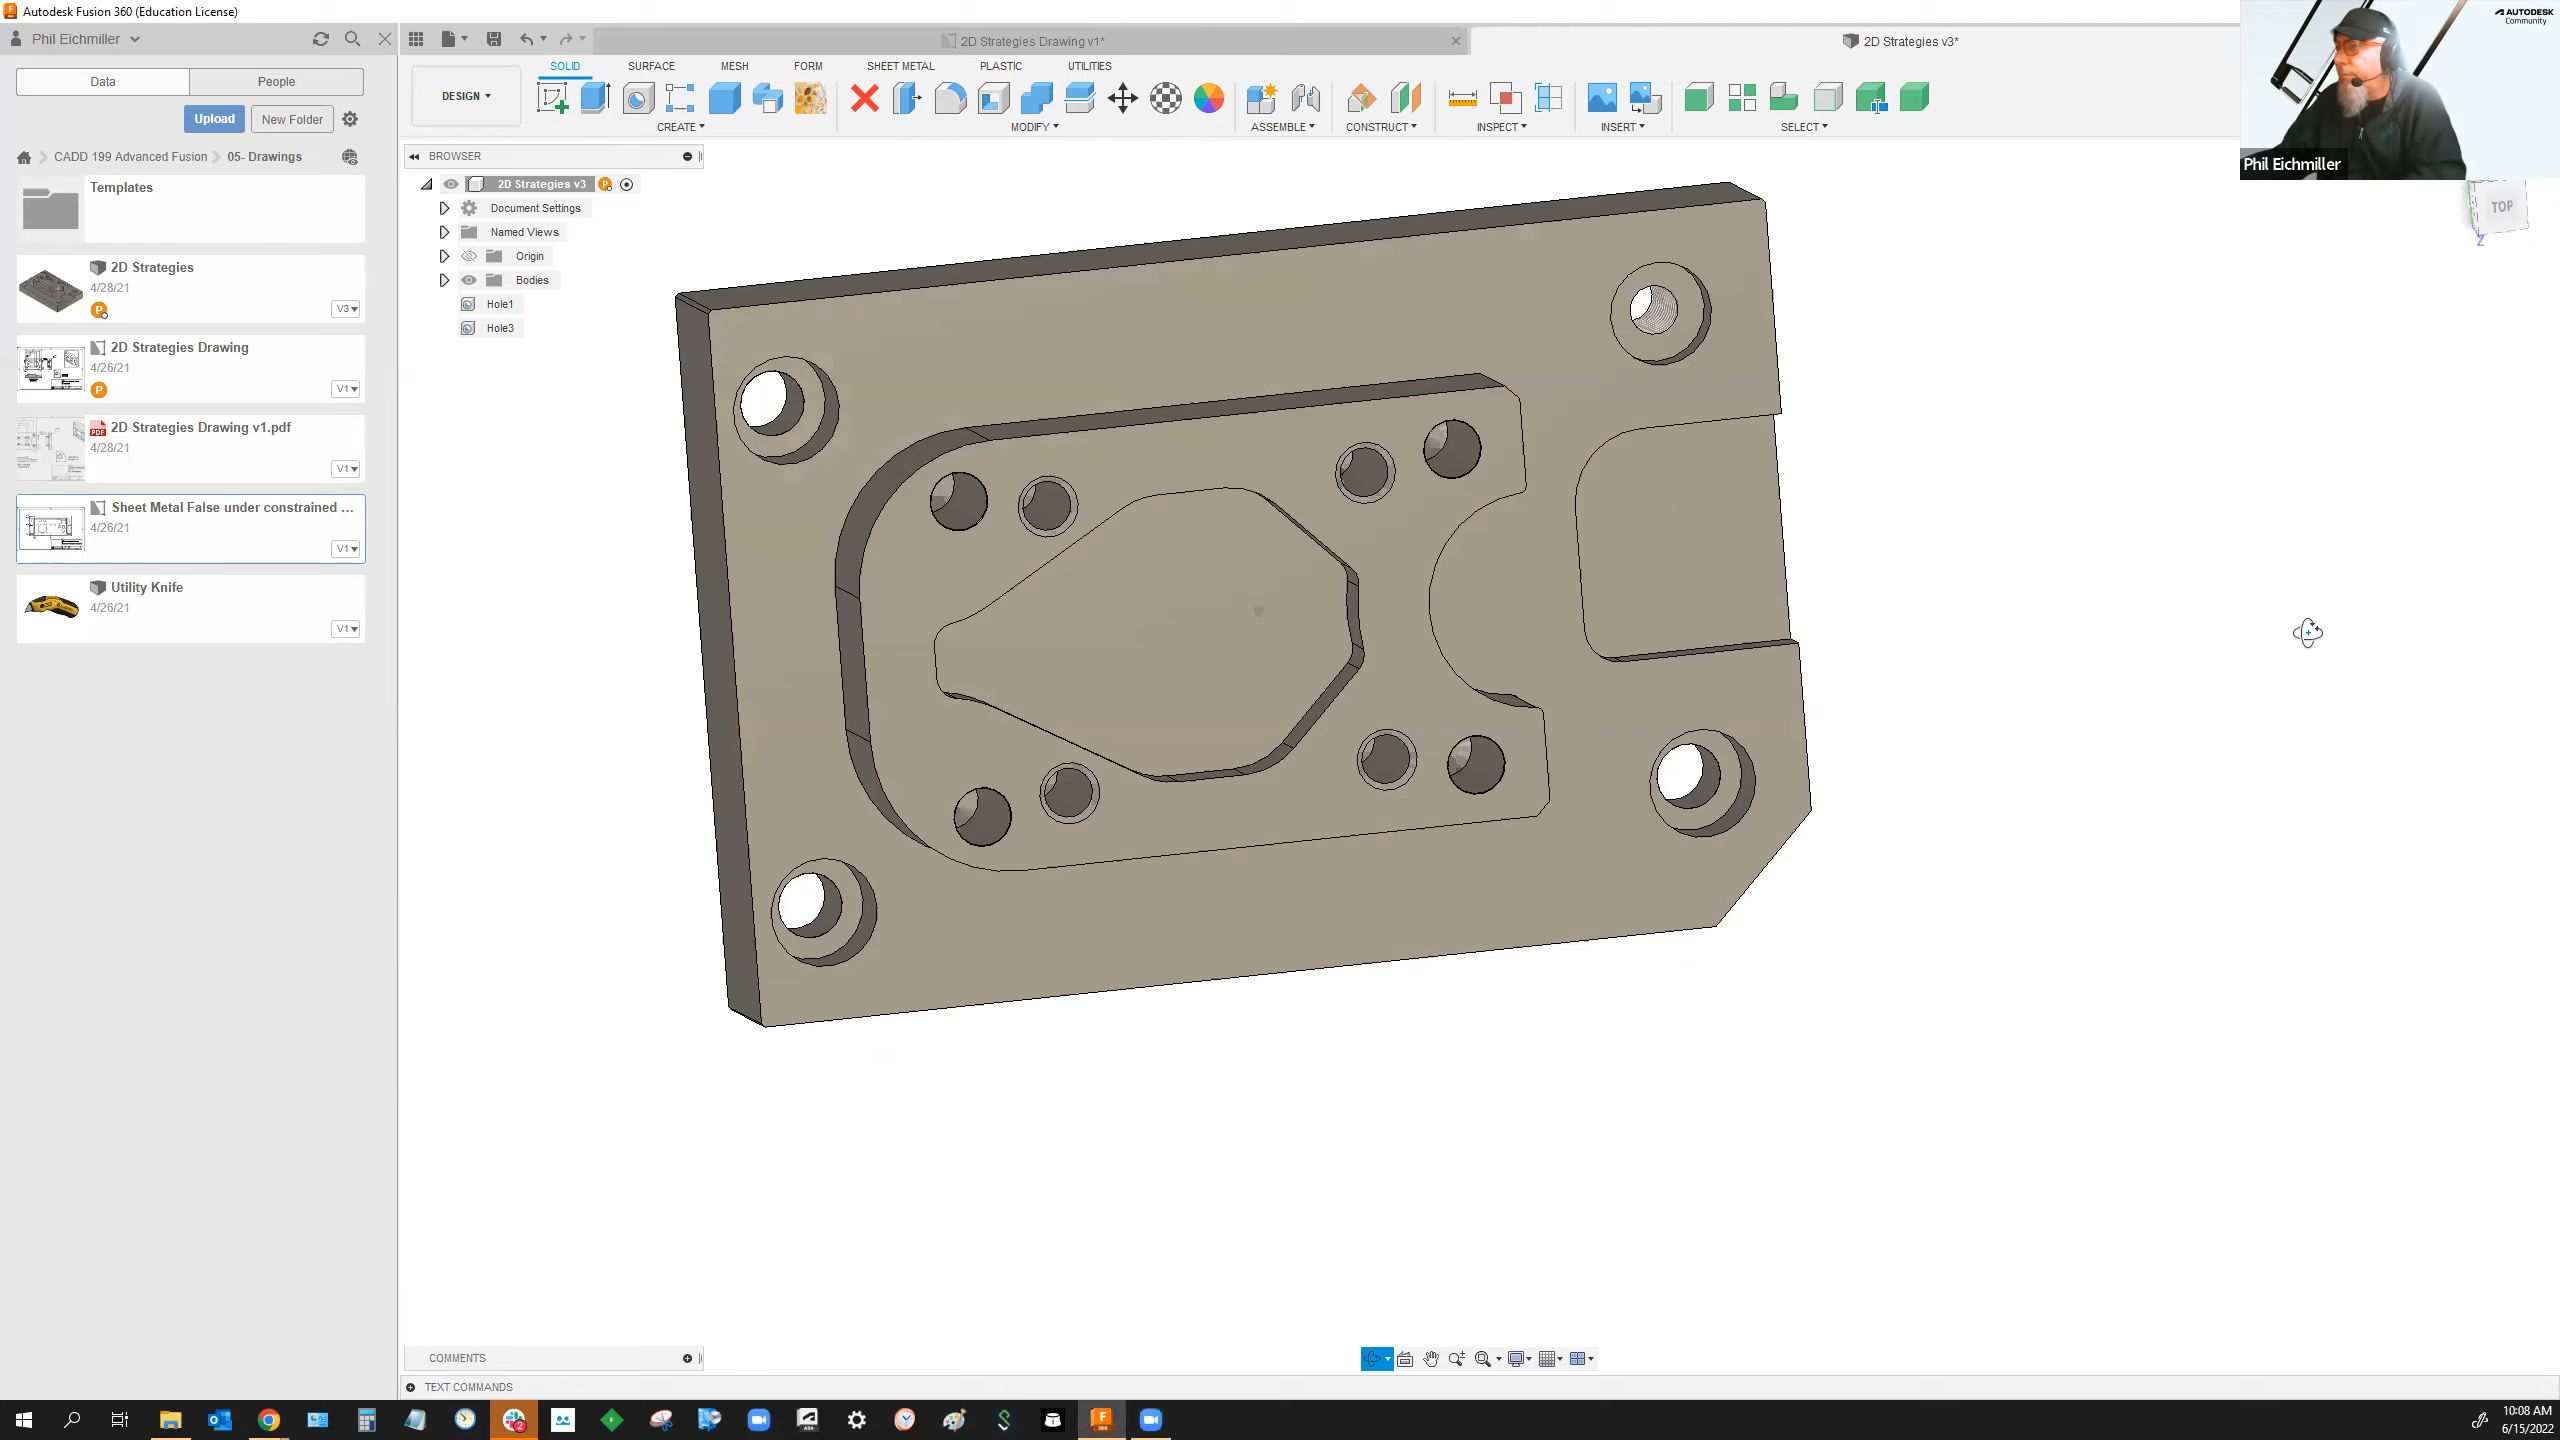 Autodesk Fusion 360 (Education License)
Phil Eichmiller
2D Strategies Drawing v1*
2D Strategies v3*
AUTODESK
Community
Data
People
SOLID
SURFACE
MESH
FORM
SHEET METAL
PLASTIC
UTILITIES
DESIGN
Upload
New Folder
CREATE
MODIFY
ASSEMBLE
CONSTRUCT
INSPECT
INSERT
SELECT
CADD 199 Advanced Fusion
05- Drawings
BROWSER
Phil Eichmiller
Templates
2D Strategies v3
Document Settings
Named Views
Origin
Bodies
Hole1
Hole3
TOP
Z
2D Strategies
4/28/21
P
V3
2D Strategies Drawing
4/26/21
P
V1
PDF
2D Strategies Drawing v1.pdf
4/28/21
V1
Sheet Metal False under constrained ...
4/26/21
V1
Utility Knife
4/26/21
V1
COMMENTS
TEXT COMMANDS
10:08 AM
6/15/2022